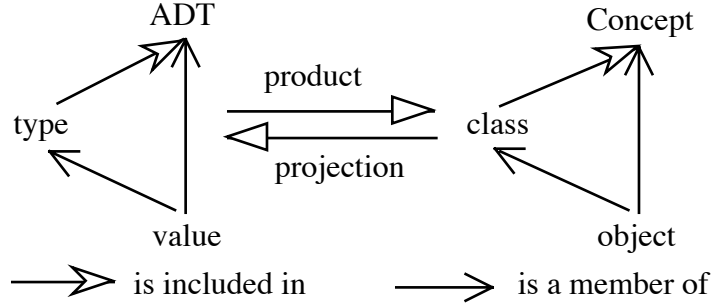 ADT
Concept
product
type
class
projection
value
object
is included in
is a member of